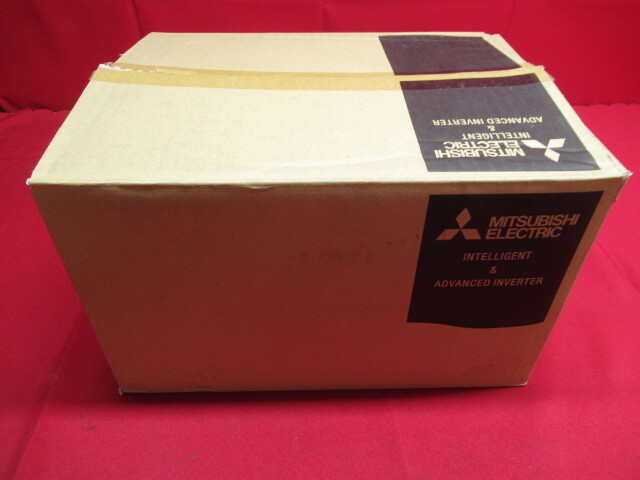 MITSUBISHI
ELECTRIC
INTELLIGENT
&
ADVANCED INVERTER
MITSUBISHI
ELECTRIC
INTELLIGENT
&
ADVANCED INVERTER